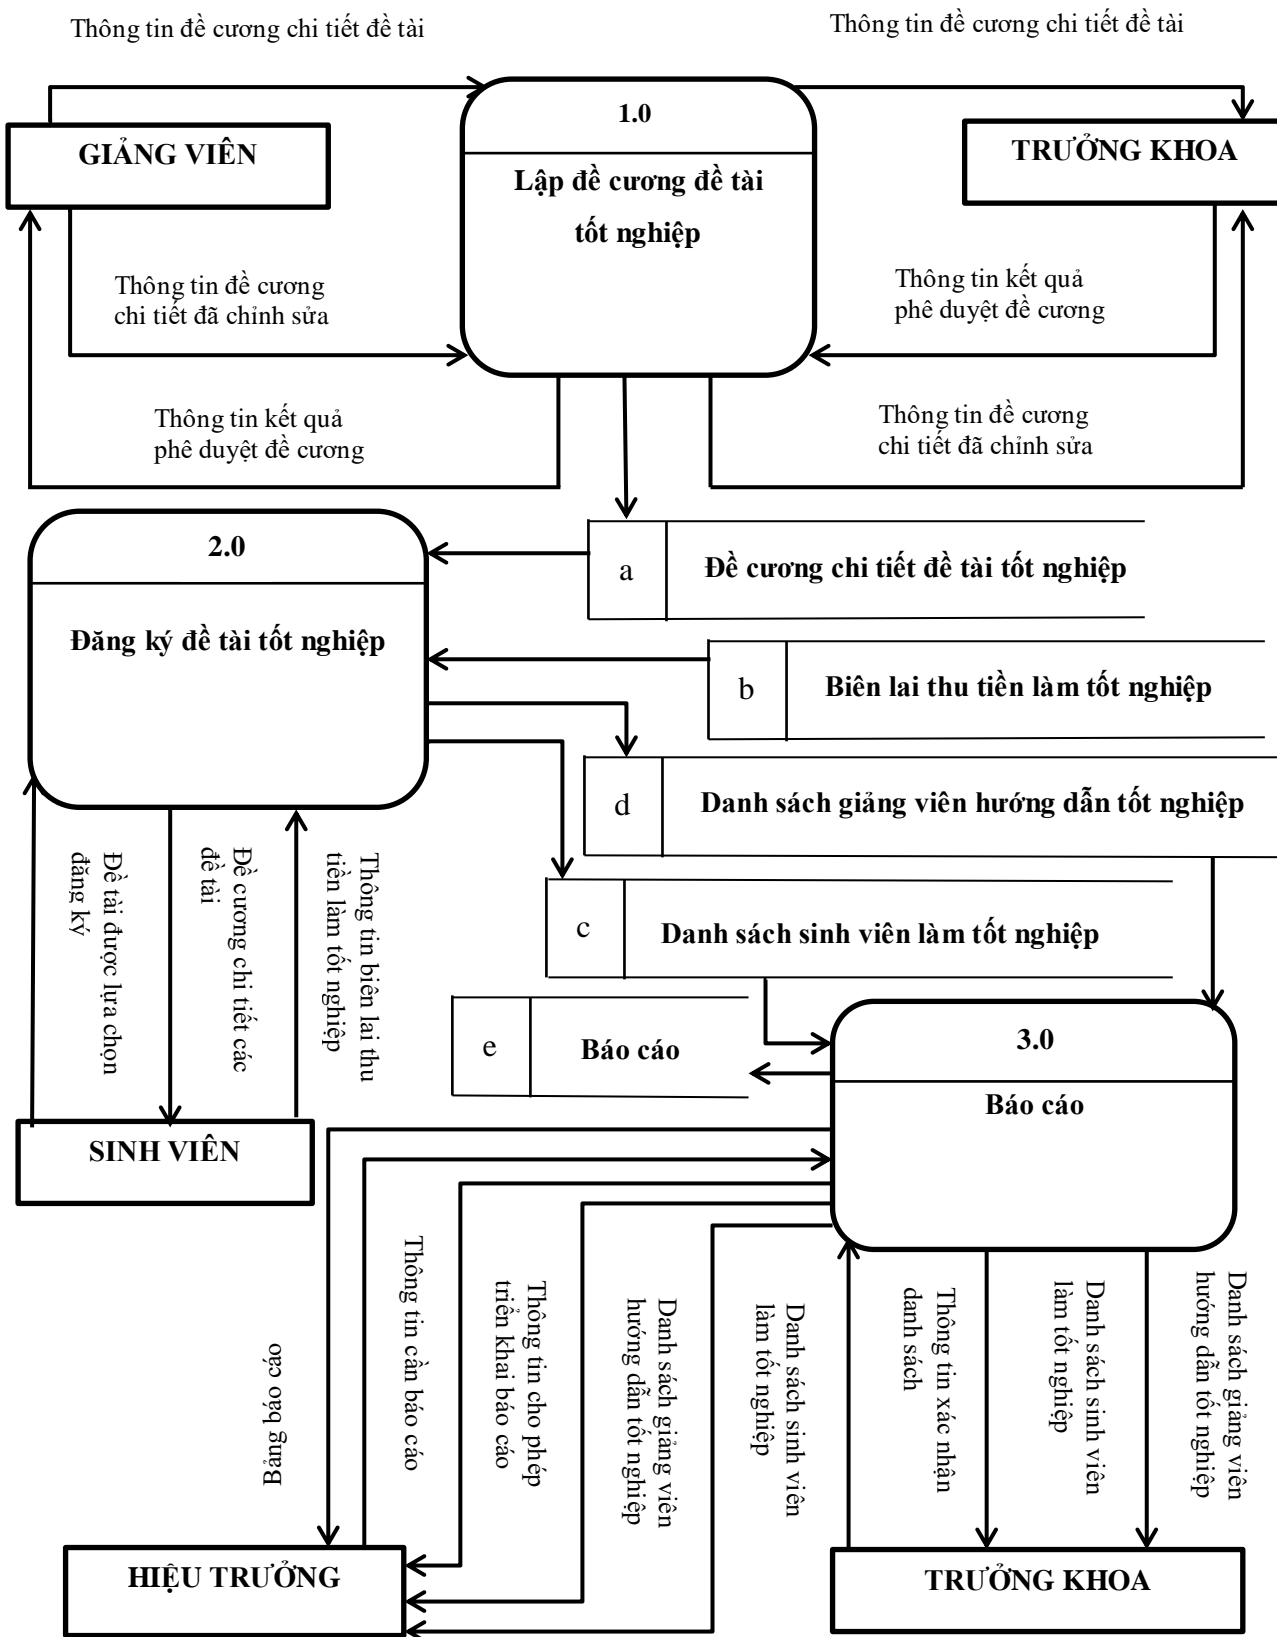 Thông tin đề cương chi tiết đề tài
Thông tin đề cương chi tiết đề tài
1.0
GIẢNG VIÊN
TRƯỞNG KHOA
Lập đề cương đề tài
tốt nghiệp
Thông tin đề cương
chi tiết đã chỉnh sửa
Thông tin kết quả
phê duyệt đề cương
Thông tin kết quả
phê duyệt đề cương
Thông tin đề cương
chi tiết đã chỉnh sửa
2.0
a
Đề cương chi tiết đề tài tốt nghiệp
Đăng ký đề tài tốt nghiệp
b
Biên lai thu tiền làm tốt nghiệp
d
Danh sách giảng viên hướng dẫn tốt nghiệp
Đề tài được lựa chọn
đăng ký
Đề cương chi tiết các
đề tài
Thông tin biên lai thu
tiền làm tốt nghiệp
c
Danh sách sinh viên làm tốt nghiệp
e
Báo cáo
3.0
Báo cáo
SINH VIÊN
Bảng báo cáo
Thông tin cần báo cáo
Thông tin cho phép
triển khai báo cáo
Danh sách giảng viên
hướng dẫn tốt nghiệp
Danh sách sinh viên
làm tốt nghiệp
Thông tin xác nhận
danh sách
Danh sách sinh viên
làm tốt nghiệp
Danh sách giảng viên
hướng dẫn tốt nghiệp
HIỆU TRƯỞNG
TRƯỞNG KHOA